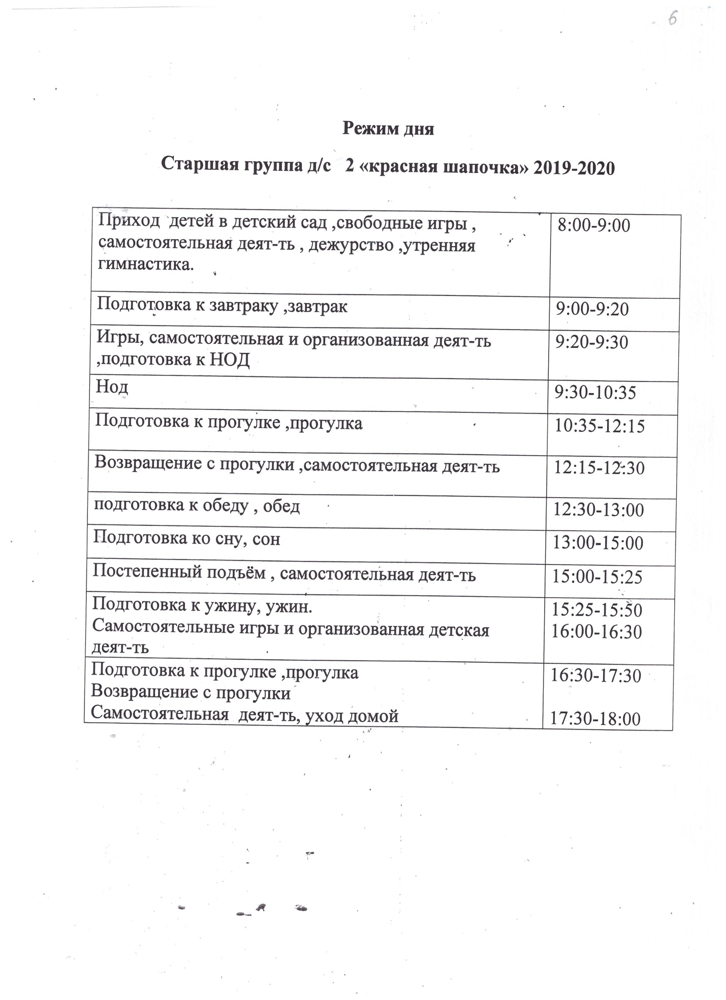 6
Режим дня
Старшая группа д/с 2 «красная шапочка» 2019-2020
Приход детей в детский сад ,свободные игры , 8:00-9:00
самостоятельная деят-ть , дежурство ,утренняя
гимнастика.
Подготовка к завтраку ,завтрак 9:00-9:20
Игры, самостоятельная и организованная деят-ть 9:20-9:30
,подготовка к НОД
Нод 9:30-10:35
Подготовка к прогулке ,прогулка 10:35-12:15
Возвращение с прогулки ,самостоятельная деят-ть 12:15-12:30
подготовка к обеду , обед 12:30-13:00
Подготовка ко сну, сон 13:00-15:00
Постепенный подъём , самостоятельная деят-ть 15:00-15:25
Подготовка к ужину, ужин. 15:25-15:50
Самостоятельные игры и организованная детская 16:00-16:30
деят-ть
Подготовка к прогулке ,прогулка 16:30-17:30
Возвращение с прогулки
Самостоятельная деят-ть, уход домой 17:30-18:00